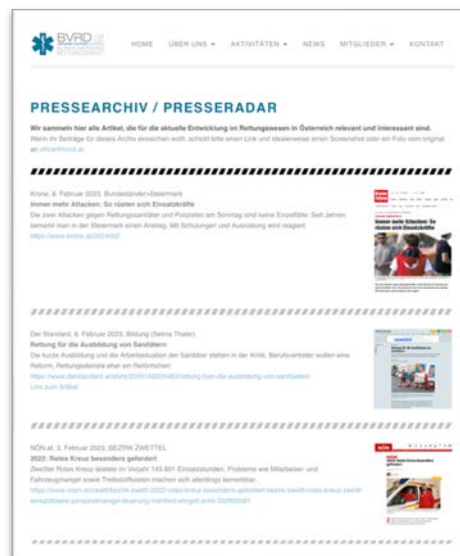 BVRD.at
BUNDESVERBAND
RETTUNGSDIENST
HOME ÜBER UNS AKTIVITÄTEN NEWS MITGLIEDER KONTAKT
PRESSEARCHIV / PRESSERADAR
Wir sammeln hier alle Artikel, die für die aktuelle Entwicklung im Rettungswesen in Österreich relevant und interessant sind.
Wenn ihr Beiträge für dieses Archiv einreichen wollt, schickt bitte einen Link und idealerweise einen Screenshot oder ein Foto vom original
an office@bvrd.at.
Krone, 8. Februar 2023. Bundesländer>Steiermark
Immer mehr Attacken: So rüsten sich Einsatzkräfte
Die zwei Attacken gegen Rettungssanitäter und Polizisten am Sonntag sind keine Einzelfälle: Seit Jahren
bemerkt man in der Steiermark einen Anstieg. Mit Schulungen und Ausrüstung wird reagiert.
Immer mehr Attacken: So
rüsten sich Einsatzkräfte
Der Standard, 6. Februar 2023. Bildung (Selina Thaler)
Rettung für die Ausbildung von Sanitätern
Die kurze Ausbildung und die Arbeitssituation der Sanitäter stehen in der Kritik. Berufsvertreter wollen eine
Reform, Rettungsdienste eher ein Reförmchen
Link zum Artikel
NÖN.at, 3. Februar 2023. BEZIRK ZWETTL
2022: Rotes Kreuz besonders gefordert
Zwettler Rotes Kreuz leistete im Vorjahr 145.601 Einsatzstunden. Probleme wie Mitarbeiter- und
Fahrzeugmangel sowie Treibstoffkosten machen sich allerdings bemerkbar.
NÖN